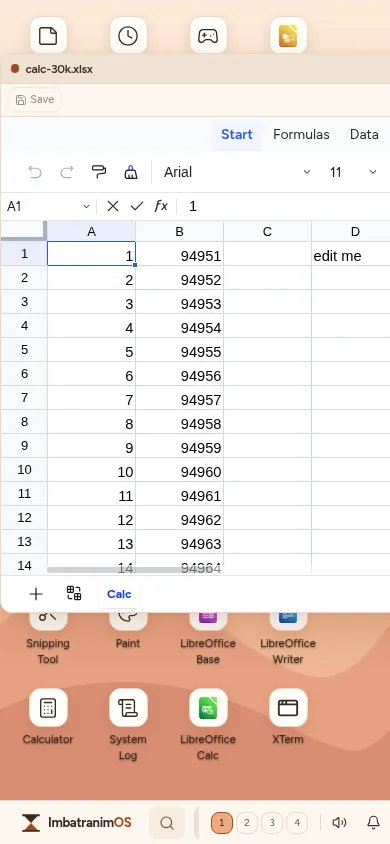 calc-30k.xlsx
Save
Start Formulas Data
Arial 11
A1 fx 1
A B C D
1 1 94951 edit me
2 2 94952
3 3 94953
4 4 94954
5 5 94955
6 6 94956
7 7 94957
8 8 94958
9 9 94959
10 10 94960
11 11 94961
12 12 94962
13 13 94963
14 14 94964
Calc
Snipping Tool
Paint
LibreOffice Base
LibreOffice Writer
Calculator
System Log
LibreOffice Calc
XTerm
ImbatranimOS 1 2 3 4